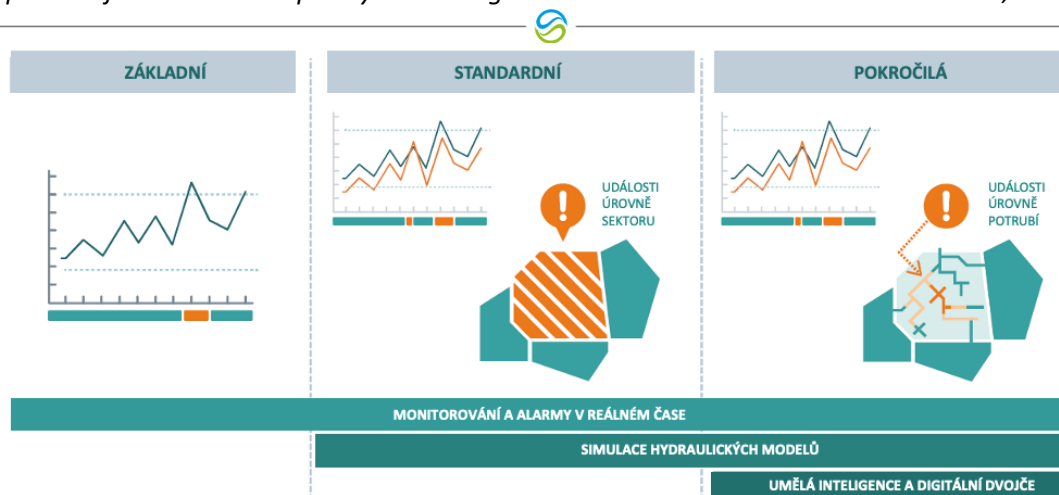 ZÁKLADNÍ
STANDARDNÍ
POKROČILÁ
UDÁLOSTI
ÚROVNĚ
SEKTORU
UDÁLOSTI
ÚROVNĚ
POTRUBÍ
MONITOROVÁNÍ A ALARMY V REÁLNÉM ČASE
SIMULACE HYDRAULICKÝCH MODELŮ
UMĚLÁ INTELIGENCE A DIGITÁLNÍ DVOJČE